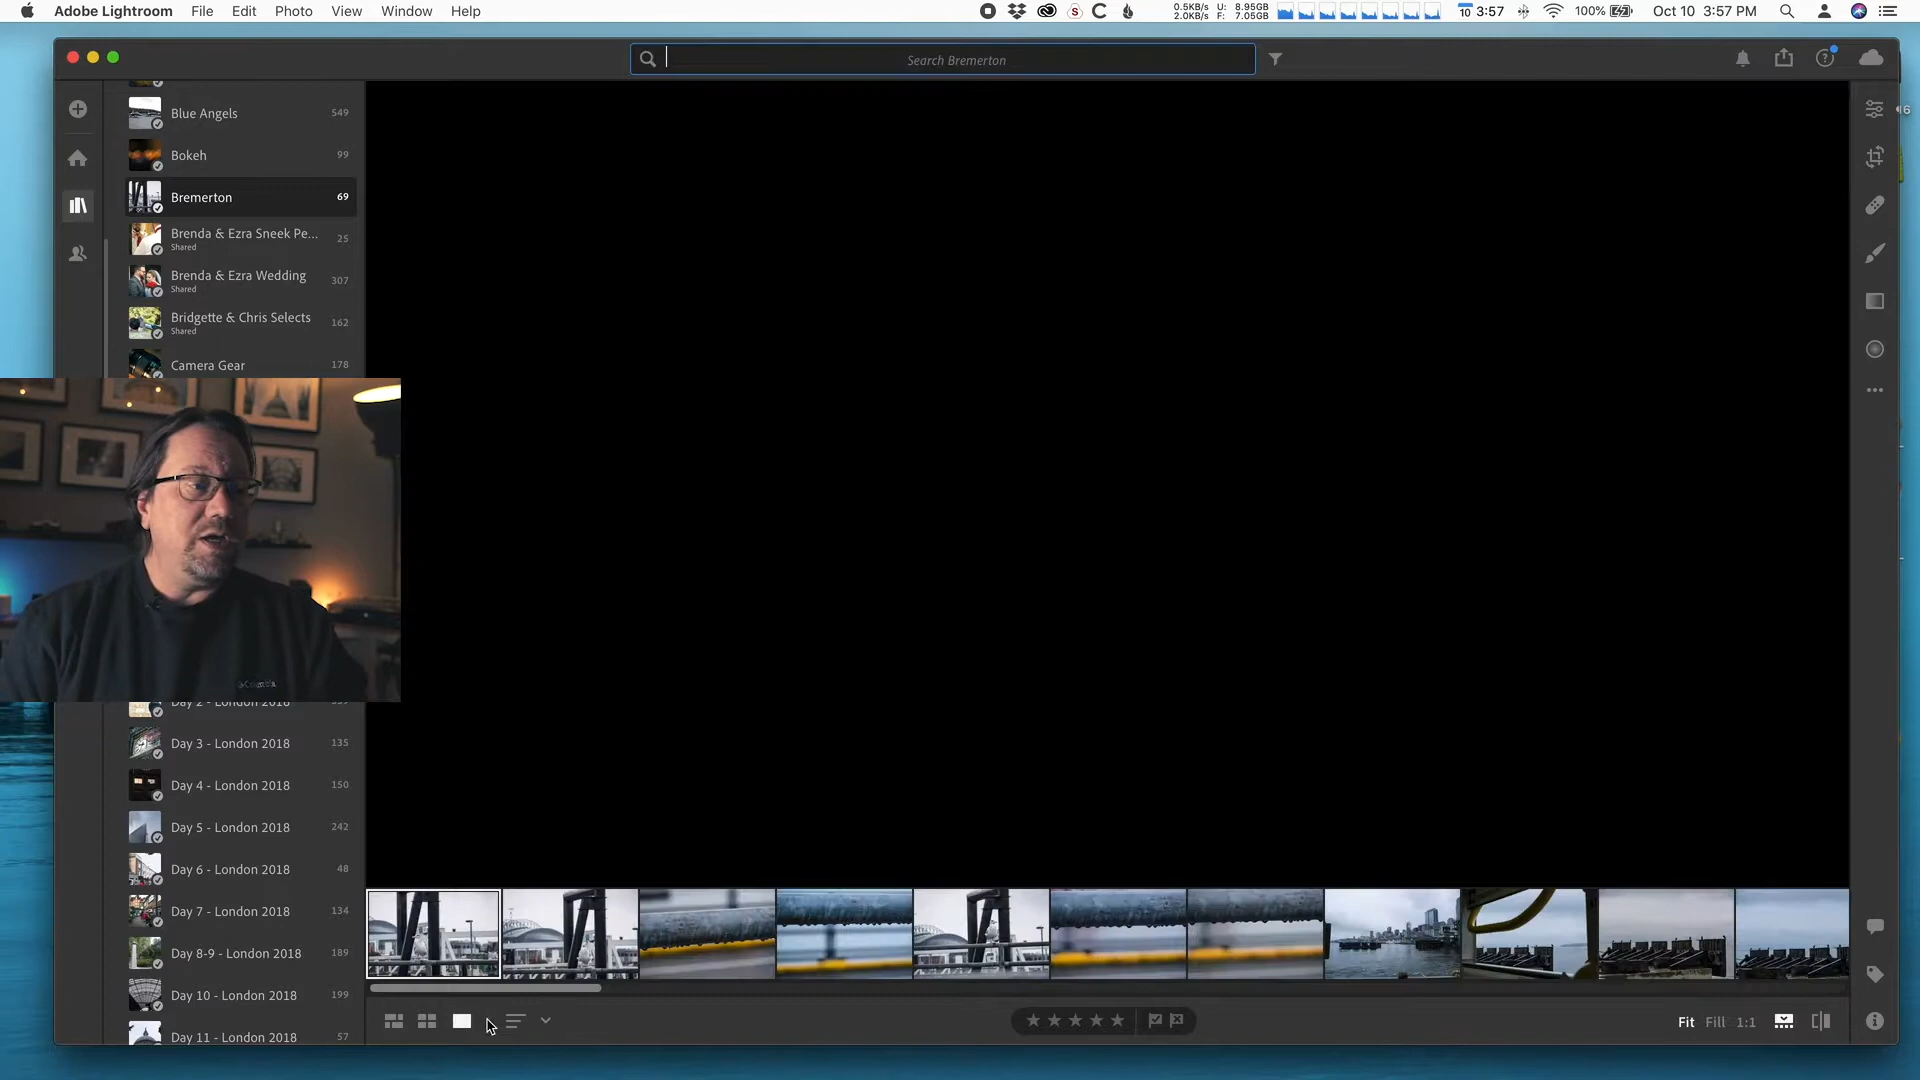 Adobe Lightroom File Edit Photo View Window Help
0.5KB/s
2.0KB/s
U: 8.95GB
F: 7.05GB
10 3:57
100%
Oct 10 3:57 PM
Search Bremerton
Blue Angels 549
Bokeh 99
Bremerton 69
Brenda & Ezra Sneek Pe... 25
Shared
Brenda & Ezra Wedding 307
Shared
Bridgette & Chris Selects 162
Shared
Camera Gear 178
Columbia
Day 2 - London 2018
Day 3 - London 2018 135
Day 4 - London 2018 150
Day 5 - London 2018 242
Day 6 - London 2018 48
Day 7 - London 2018 134
Day 8-9 - London 2018 189
Day 10 - London 2018 199
Day 11 - London 2018 57
Fit Fill 1:1